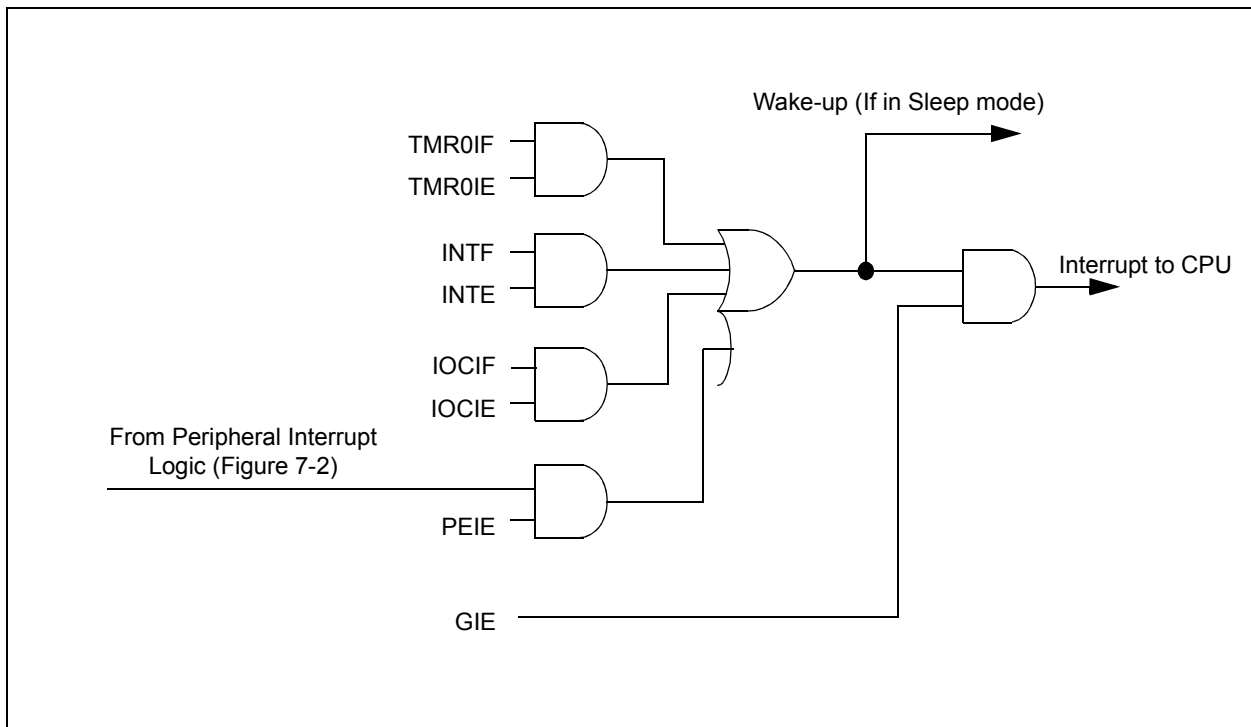 Wake-up (If in Sleep mode)
TMR0IF
TMR0IE
INTF
INTE
Interrupt to CPU
IOCIF
IOCIE
From Peripheral Interrupt
Logic (Figure 7-2)
PEIE
GIE